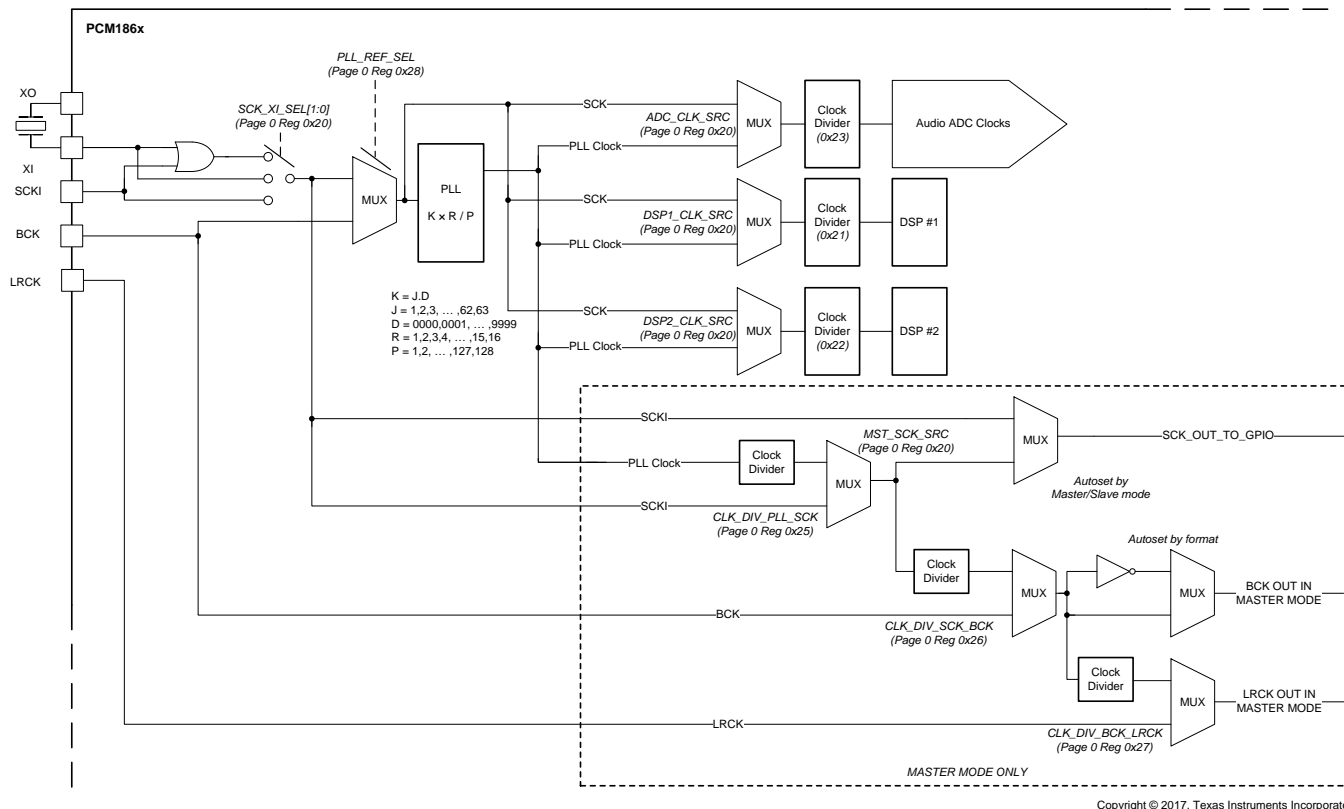 PCM186x
XO
XI
SCKI
BCK
LRCK
SCK_XI_SEL[1:0]
(Page 0 Reg 0x20)
PLL_REF_SEL
(Page 0 Reg 0x28)
MUX
PLL
K × R / P
K = J.D
J = 1,2,3, … ,62,63
D = 0000,0001, … ,9999
R = 1,2,3,4, … ,15,16
P = 1,2, … ,127,128
SCK
ADC_CLK_SRC
(Page 0 Reg 0x20)
PLL Clock
MUX
Clock
Divider
(0x23)
Audio ADC Clocks
SCK
DSP1_CLK_SRC
(Page 0 Reg 0x20)
PLL Clock
MUX
Clock
Divider
(0x21)
DSP #1
SCK
DSP2_CLK_SRC
(Page 0 Reg 0x20)
PLL Clock
MUX
Clock
Divider
(0x22)
DSP #2
SCKI
PLL Clock
Clock
Divider
MST_SCK_SRC
(Page 0 Reg 0x20)
MUX
SCKI
CLK_DIV_PLL_SCK
(Page 0 Reg 0x25)
MUX
SCK_OUT_TO_GPIO
Autoset by
Master/Slave mode
Clock
Divider
MUX
BCK
CLK_DIV_SCK_BCK
(Page 0 Reg 0x26)
Autoset by format
MUX
BCK OUT IN
MASTER MODE
Clock
Divider
MUX
LRCK OUT IN
MASTER MODE
LRCK
CLK_DIV_BCK_LRCK
(Page 0 Reg 0x27)
MASTER MODE ONLY
Copyright © 2017, Texas Instruments Incorporate